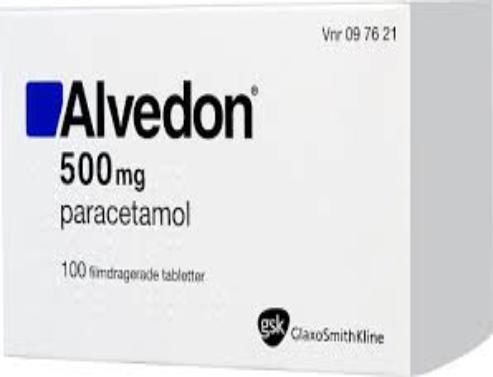 Vnr 09 76 21
Alvedon®
500mg
paracetamol
100 filmdragerade tabletter
gsk GlaxoSmithKline